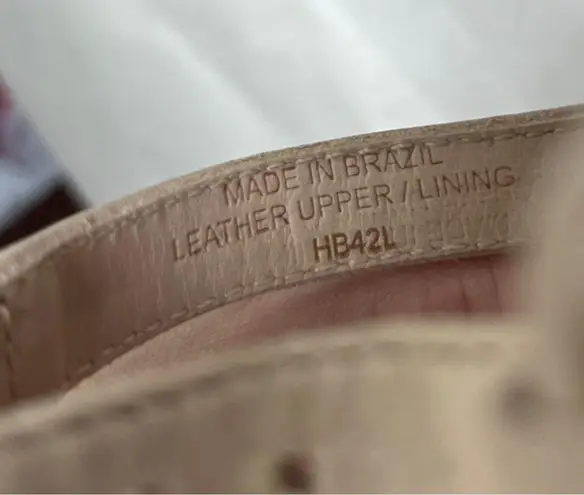 MADE IN BRAZIL
LEATHER UPPER / LINING
HB42L